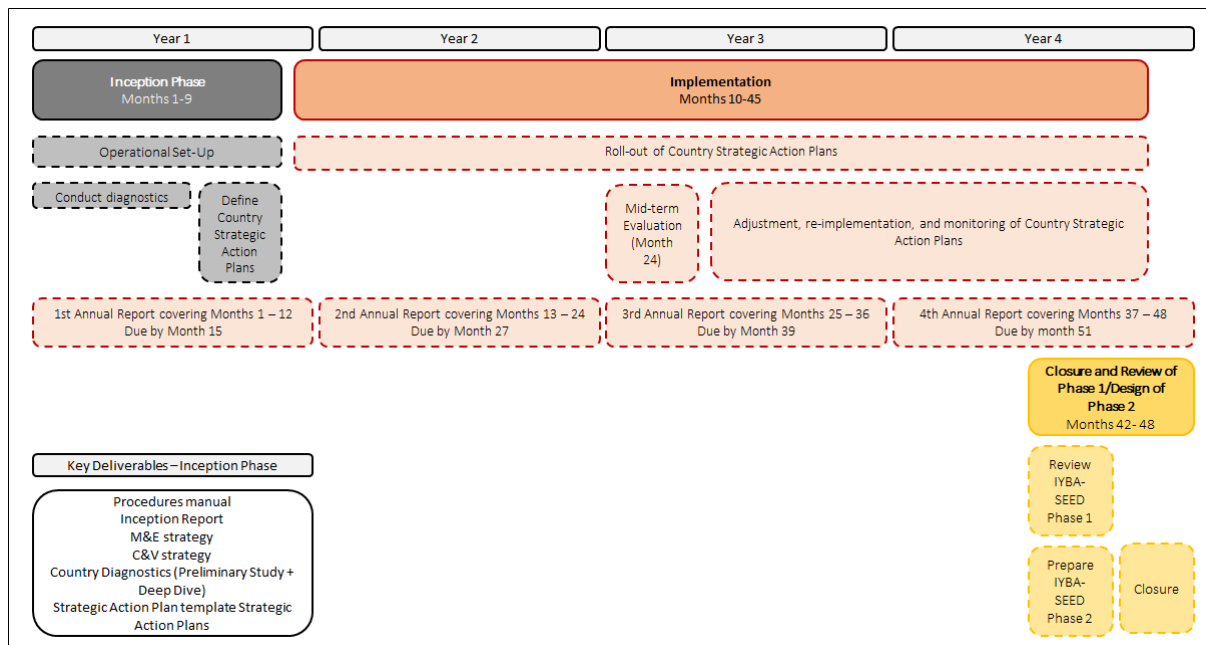 Year 1
Year 2
Year 3
Year 4
Inception Phase
Months 1-9
Implementation
Months 10-45
Operational Set-Up
Roll-out of Country Strategic Action Plans
Conduct diagnostics
Define
Country
Strategic
Action
Plans
Mid-term
Evaluation
(Month
24)
Adjustment, re-implementation, and monitoring of Country Strategic
Action Plans
1st Annual Report covering Months 1 – 12
Due by Month 15
2nd Annual Report covering Months 13 – 24
Due by Month 27
3rd Annual Report covering Months 25 – 36
Due by Month 39
4th Annual Report covering Months 37 – 48
Due by month 51
Closure and Review of
Phase 1/Design of
Phase 2
Months 42- 48
Key Deliverables – Inception Phase
Procedures manual
Inception Report
M&E strategy
C&V strategy
Country Diagnostics (Preliminary Study +
Deep Dive)
Strategic Action Plan template Strategic
Action Plans
Review
IYBA-
SEED
Phase 1
Prepare
IYBA-
SEED
Phase 2
Closure